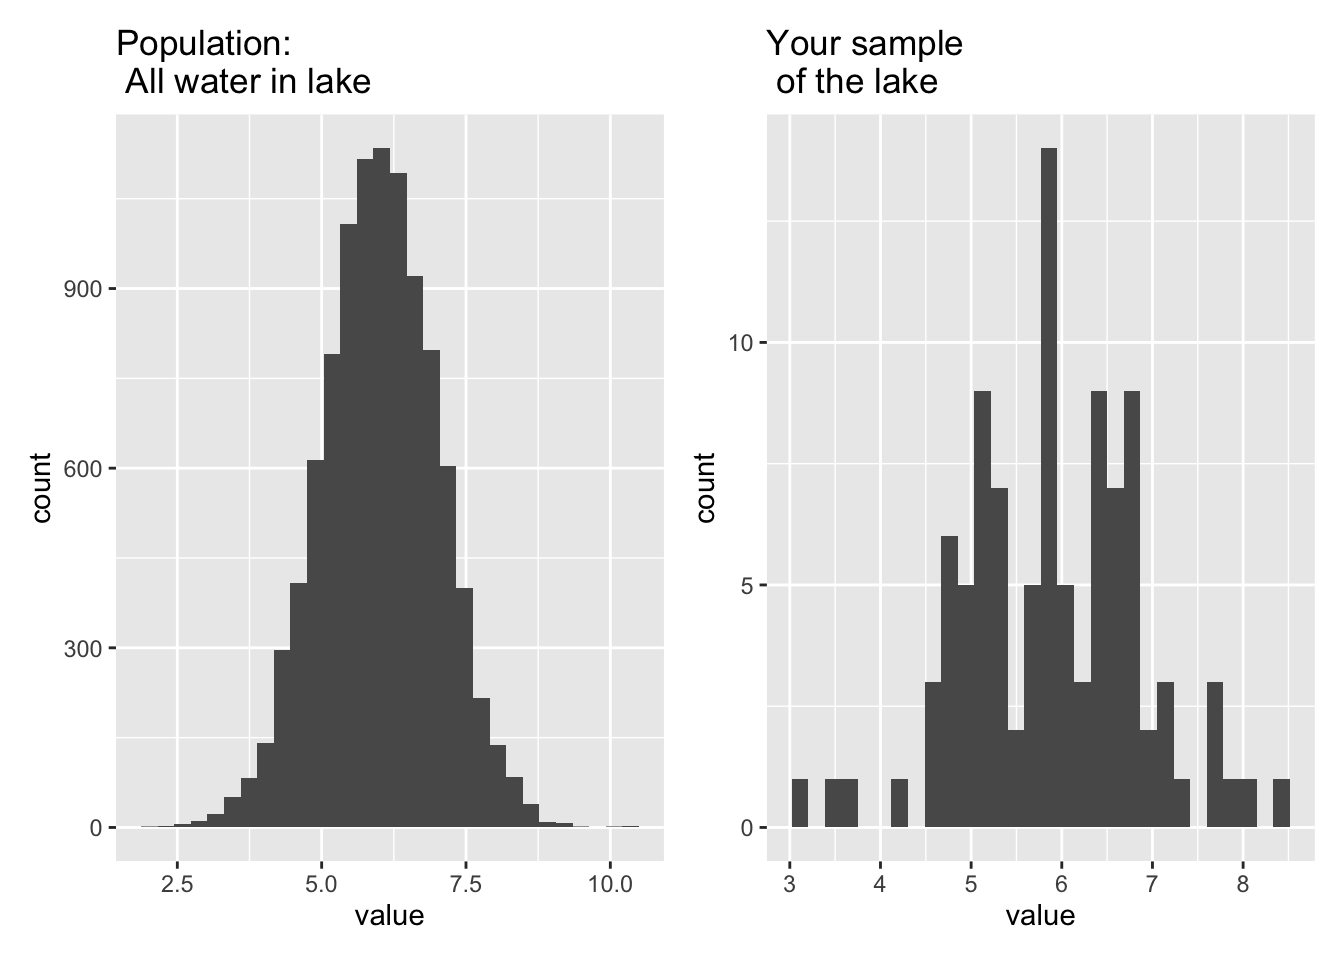 Population:
All water in lake
count
900
600
300
0
2.5 5.0 7.5 10.0
value
Your sample
of the lake
count
10
5
0
3 4 5 6 7 8
value